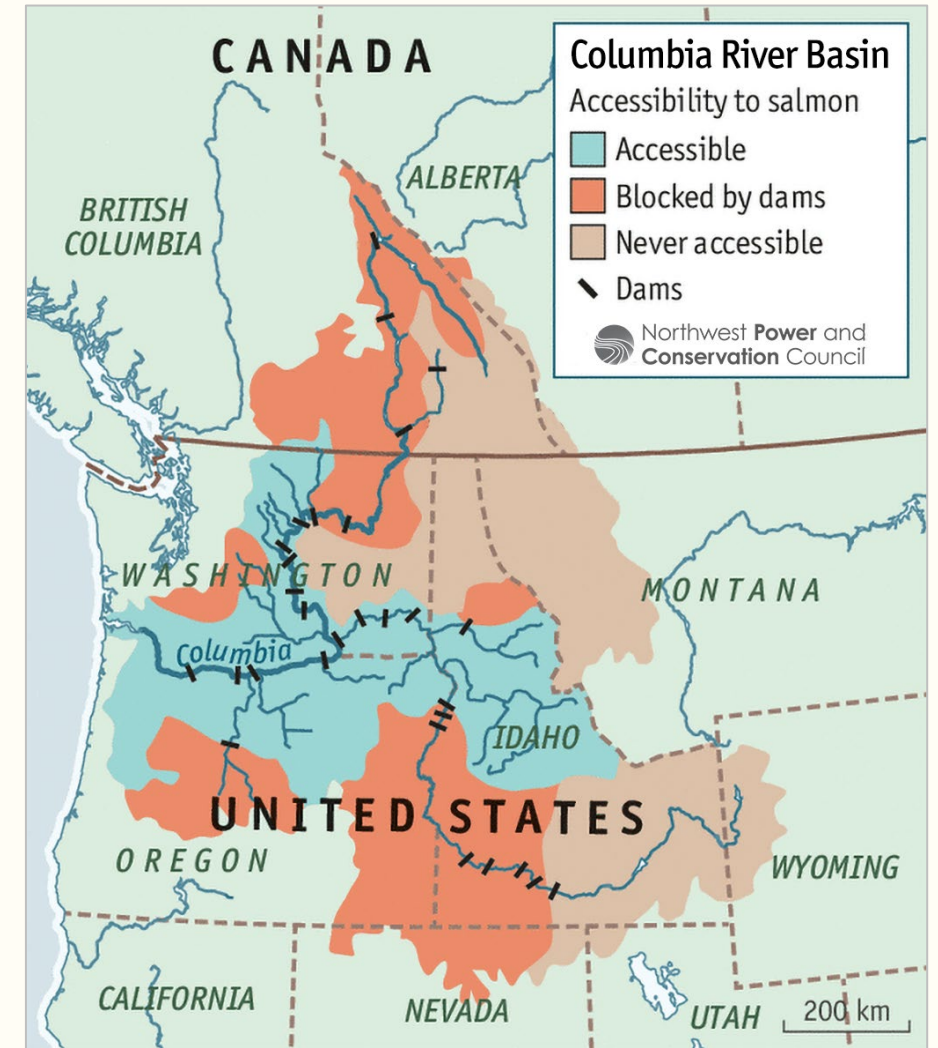 CANADA
Columbia River Basin
Accessibility to salmon
Accessible
Blocked by dams
Never accessible
Dams
Northwest Power and
Conservation Council
ALBERTA
BRITISH
COLUMBIA
WASHINGTON
MONTANA
Columbia
IDAHO
UNITED STATES
OREGON
WYOMING
CALIFORNIA
NEVADA
UTAH
200 km